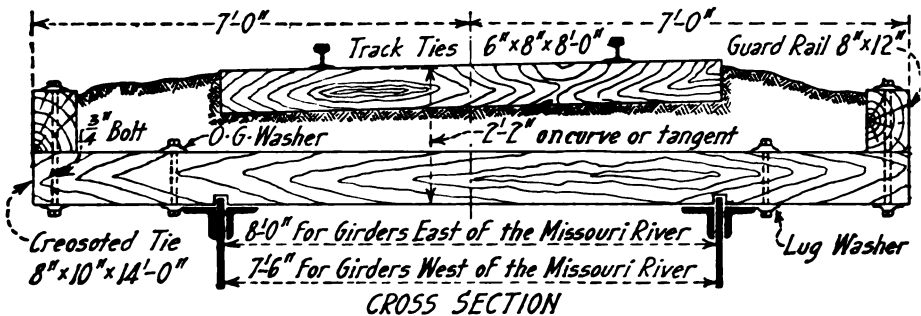 7'-0" 7'-0"
Track Ties 6"x8"x8'-0" Guard Rail 8"x12"
3/4" Bolt
O.G. Washer
2'-2" on curve or tangent
Creosoted Tie
8"x10"x14'-0"
8'-0" For Girders East of the Missouri River
7'-6" For Girders West of the Missouri River
Lug Washer
CROSS SECTION